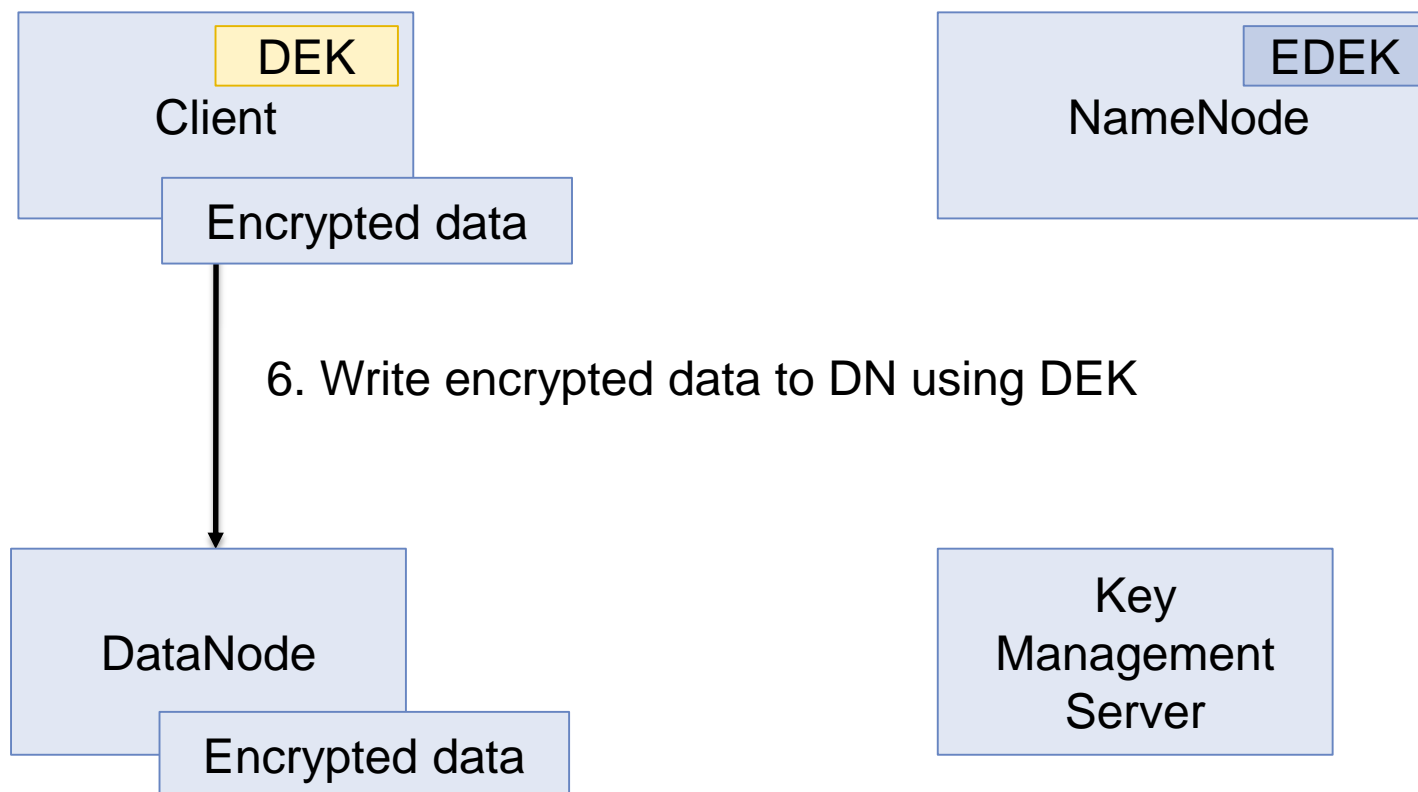 DEK
EDEK
Client
NameNode
Encrypted data
6. Write encrypted data to DN using DEK
DataNode
Key
Management
Server
Encrypted data